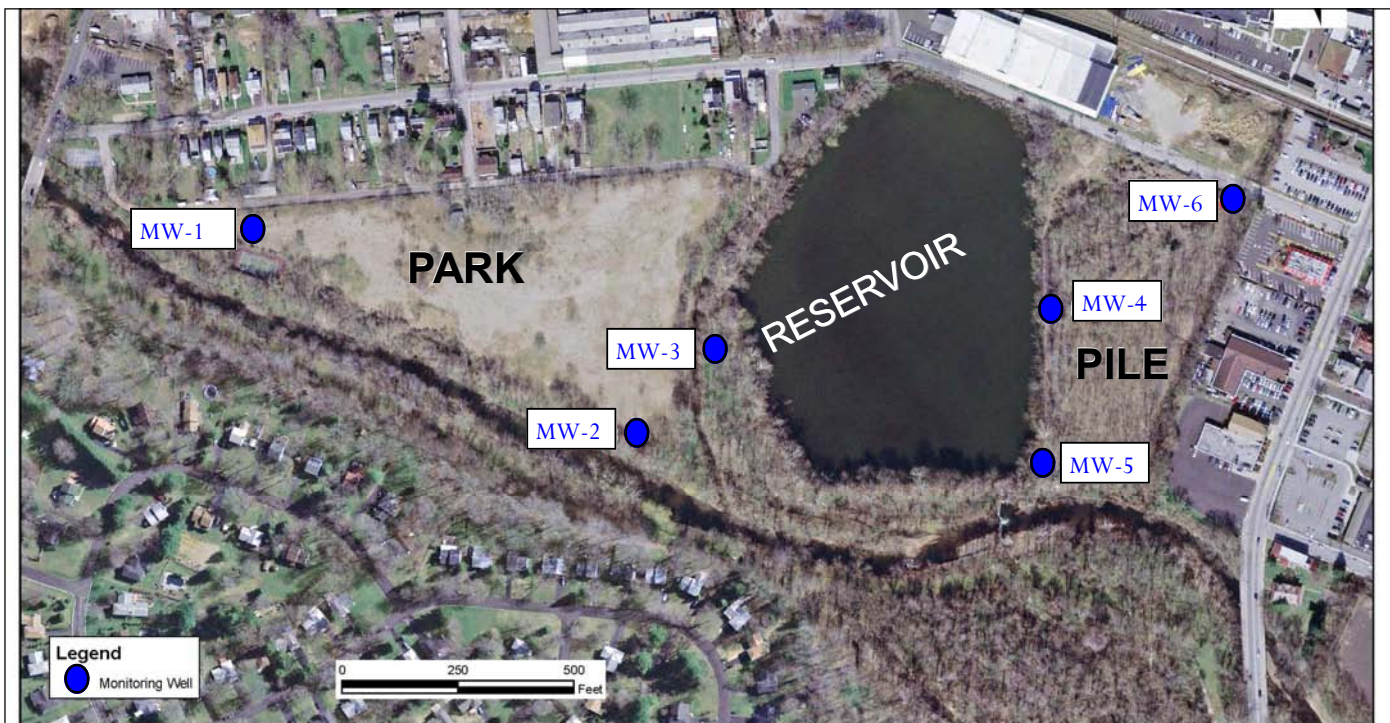 MW-1
PARK
MW-3
MW-2
RESERVOIR
MW-6
MW-4
PILE
MW-5
Legend
Monitoring Well
0 250 500
Feet